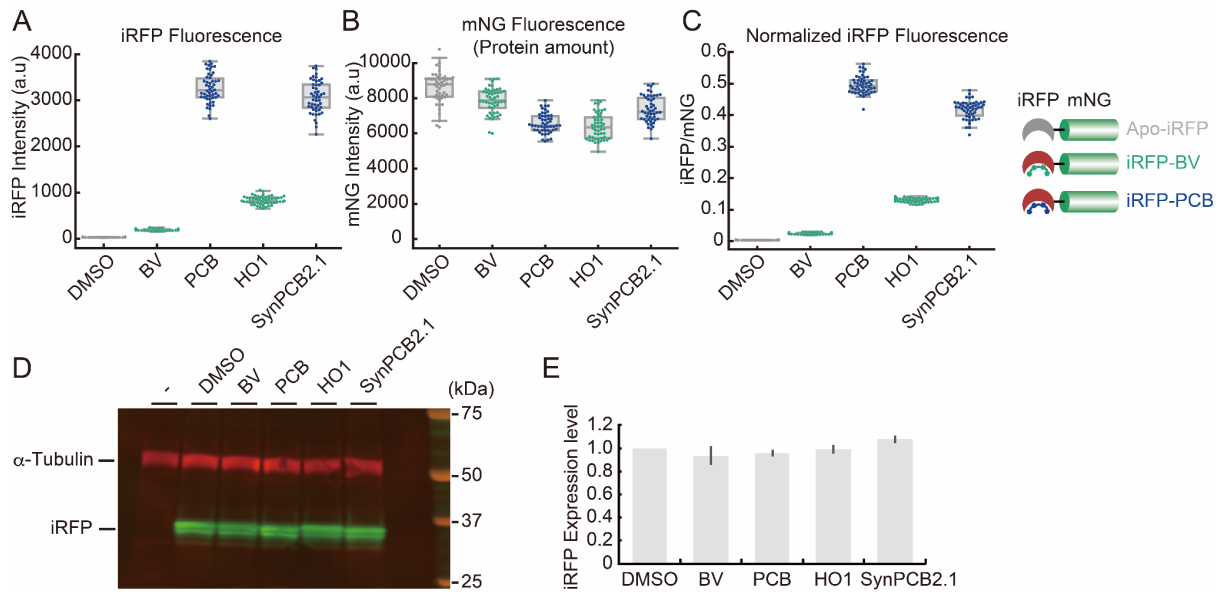 A
iRFP Fluorescence
iRFP Intensity (a.u)
4000
3000
2000
1000
0
DMSO
BV
PCB
HO1
SynPCB2.1
B
mNG Fluorescence
(Protein amount)
mNG Intensity (a.u)
10000
8000
6000
4000
2000
0
DMSO
BV
PCB
HO1
SynPCB2.1
C
Normalized iRFP Fluorescence
iRFP/mNG
0.6
0.5
0.4
0.3
0.2
0.1
0
DMSO
BV
PCB
HO1
SynPCB2.1
iRFP mNG
Apo-iRFP
iRFP-BV
iRFP-PCB
D
-
DMSO
BV
PCB
HO1
SynPCB2.1
(kDa)
α-Tubulin
iRFP
75
50
37
25
E
iRFP Expression level
1.2
1.0
0.8
0.6
0.4
0.2
0
DMSO
BV
PCB
HO1
SynPCB2.1